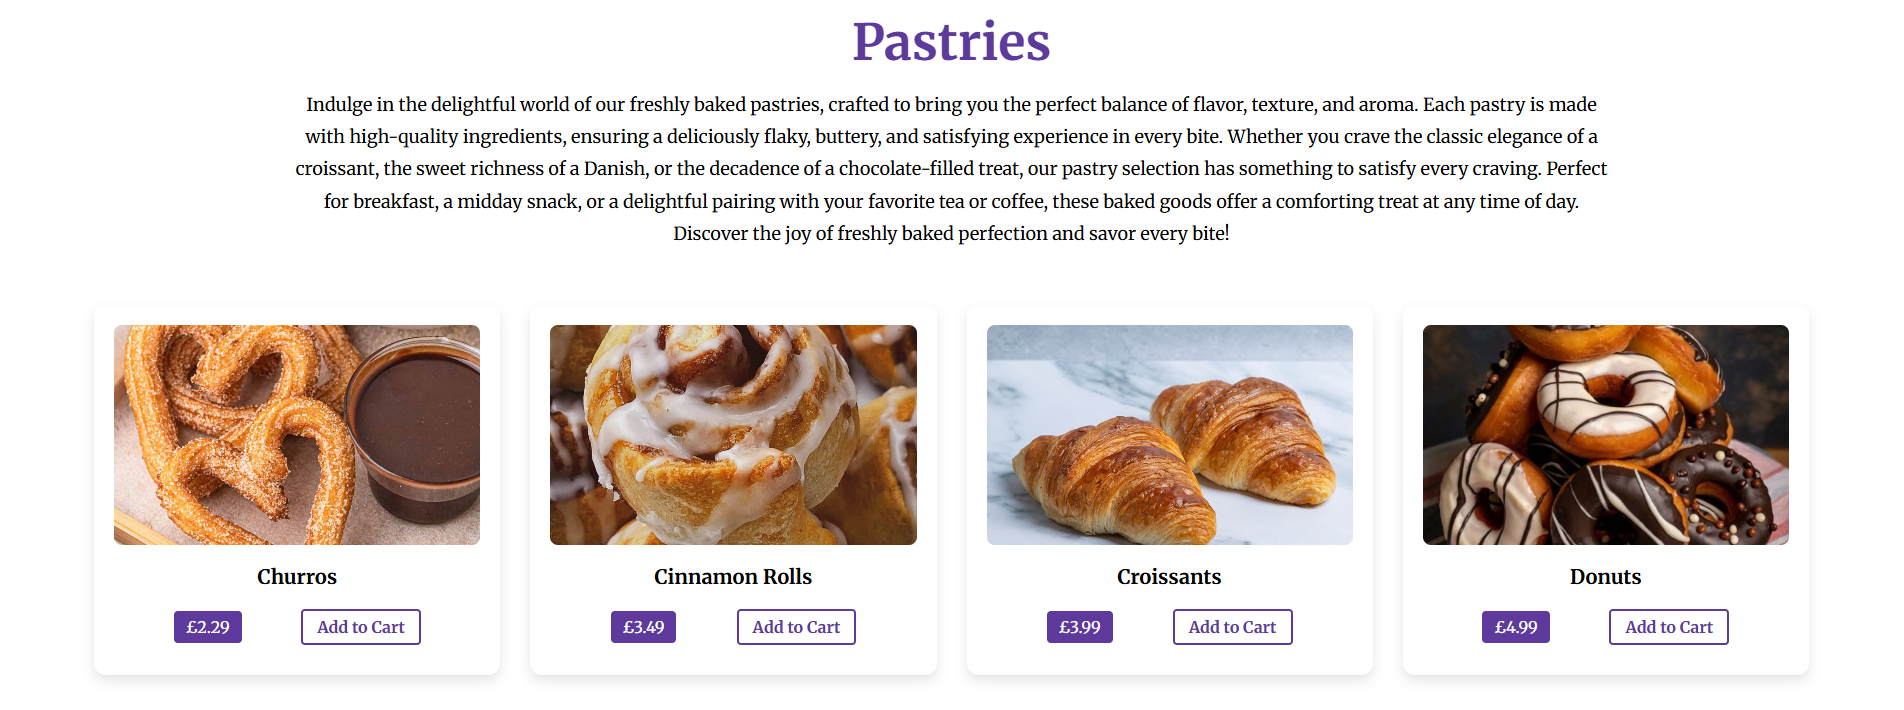 Pastries
Indulge in the delightful world of our freshly baked pastries, crafted to bring you the perfect balance of flavor, texture, and aroma. Each pastry is made
with high-quality ingredients, ensuring a deliciously flaky, buttery, and satisfying experience in every bite. Whether you crave the classic elegance of a
croissant, the sweet richness of a Danish, or the decadence of a chocolate-filled treat, our pastry selection has something to satisfy every craving. Perfect
for breakfast, a midday snack, or a delightful pairing with your favorite tea or coffee, these baked goods offer a comforting treat at any time of day.
Discover the joy of freshly baked perfection and savor every bite!
Churros
£2.29 Add to Cart
Cinnamon Rolls
£3.49 Add to Cart
Croissants
£3.99 Add to Cart
Donuts
£4.99 Add to Cart